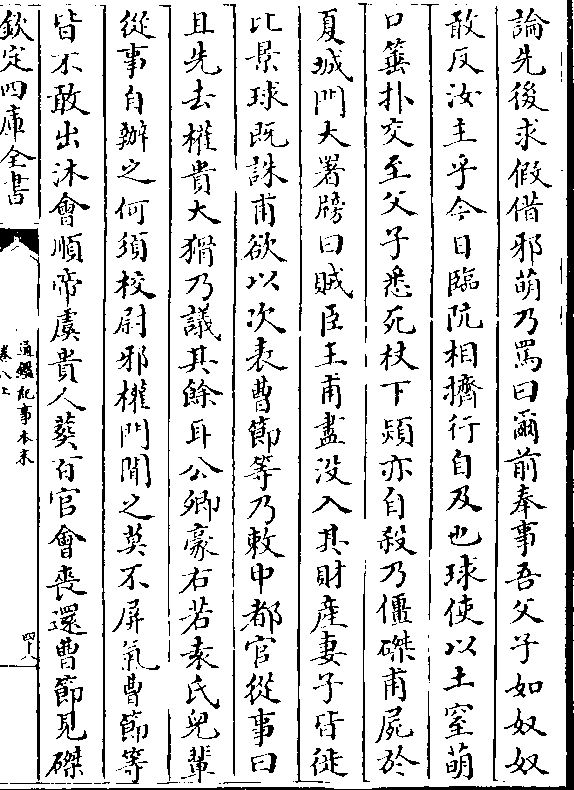 論先後求假借邪萌乃罵曰爾前奉事吾父子如奴奴
敢反汝主乎今日臨阬相擠行自及也球使以土窒萌
口箠扑交至父子悉死杖下熲亦自殺乃僵磔甫屍於
夏城門大署牓曰賊臣王甫盡没入其財産妻子皆徙
比景球既誅甫欲以次表曹節等乃敕中都官從事曰
且先去權貴大猾乃議其餘耳公卿豪右若袁氏兒輩
從事自辦之何須校尉邪權門聞之莫不屏氣曹節等
皆不敢出沐會順帝虞貴人葬百官會喪還曹節見磔
欽定四庫全書
通鑑紀事本末
卷八上
四十八